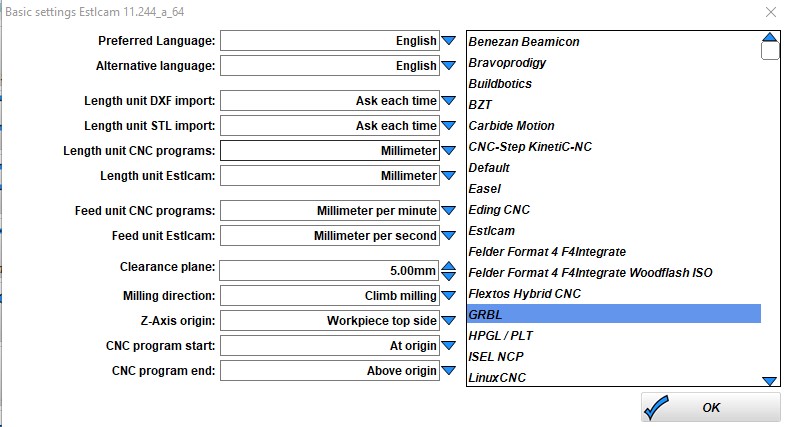 Basic settings Estlcam 11.244_a_64
Preferred Language: English
Alternative language: English
Length unit DXF import: Ask each time
Length unit STL import: Ask each time
Length unit CNC programs: Millimeter
Length unit Estlcam: Millimeter
Feed unit CNC programs: Millimeter per minute
Feed unit Estlcam: Millimeter per second
Clearance plane: 5.00mm
Milling direction: Climb milling
Z-Axis origin: Workpiece top side
CNC program start: At origin
CNC program end: Above origin
Benezan Beamicon
Bravoprodigy
Buildbotics
BZT
Carbide Motion
CNC-Step KinetiC-NC
Default
Easel
Eding CNC
Estlcam
Felder Format 4 F4Integrate
Felder Format 4 F4Integrate Woodflash ISO
Flextos Hybrid CNC
GRBL
HPGL / PLT
ISEL NCP
LinuxCNC
OK